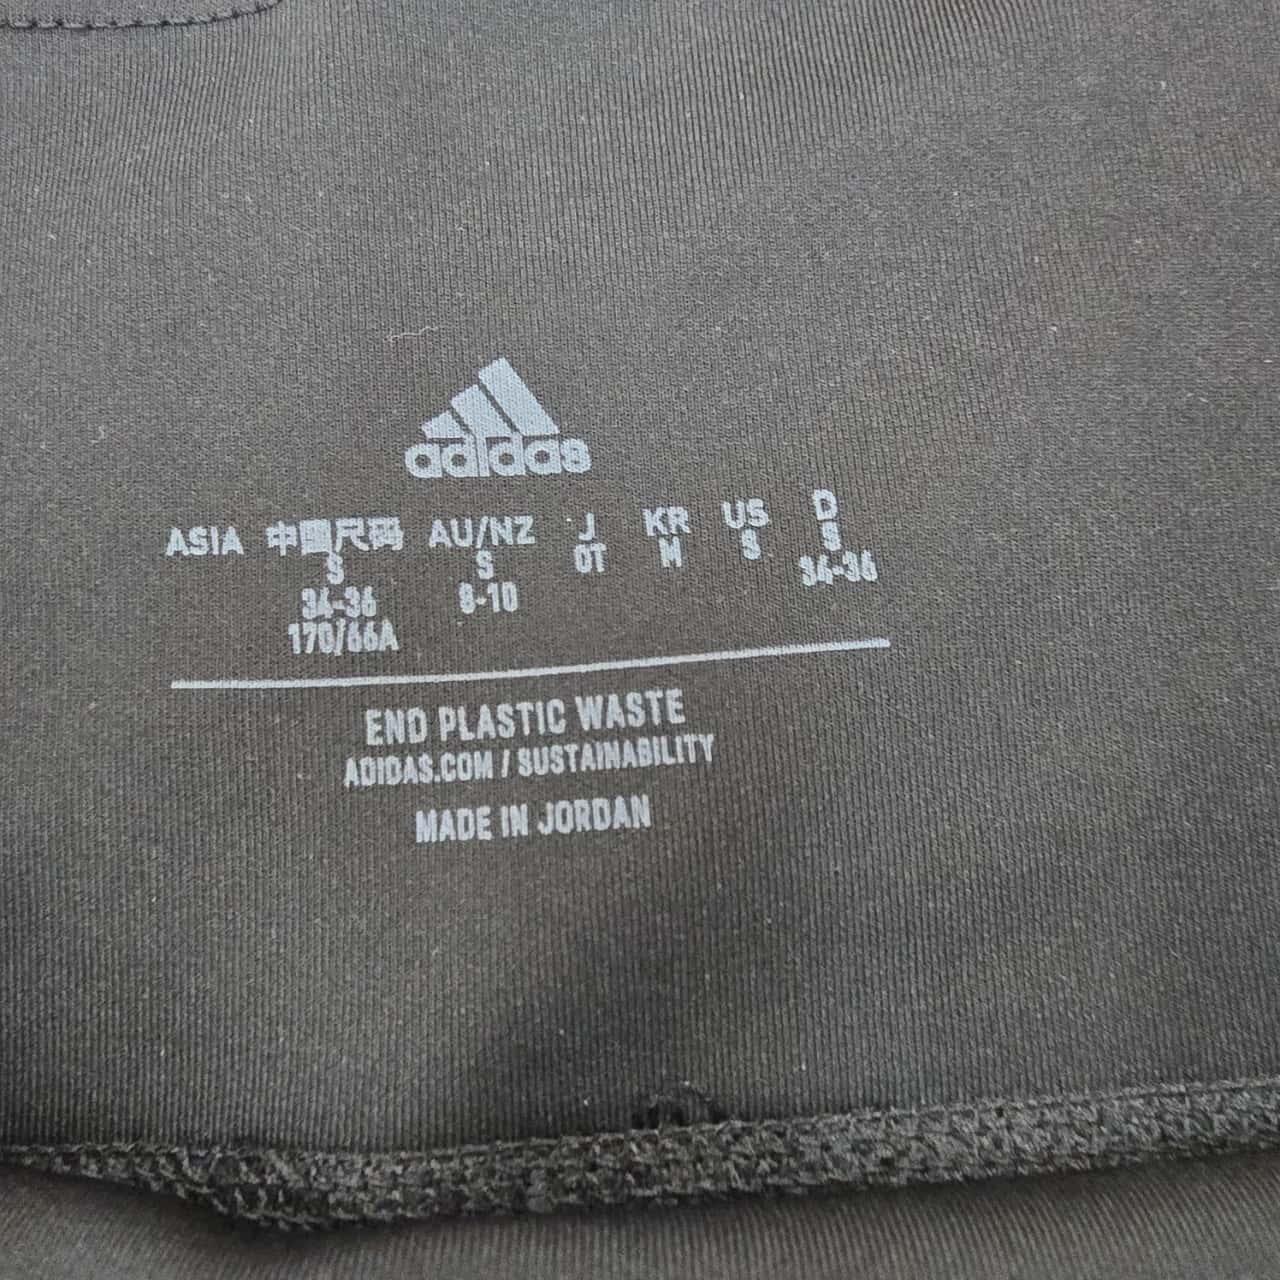 adidas
ASIA 中國尺碼 AU/NZ J KR US D
S S OT M S S
34-36 8-10 34-36
170/66A
END PLASTIC WASTE
ADIDAS.COM / SUSTAINABILITY
MADE IN JORDAN